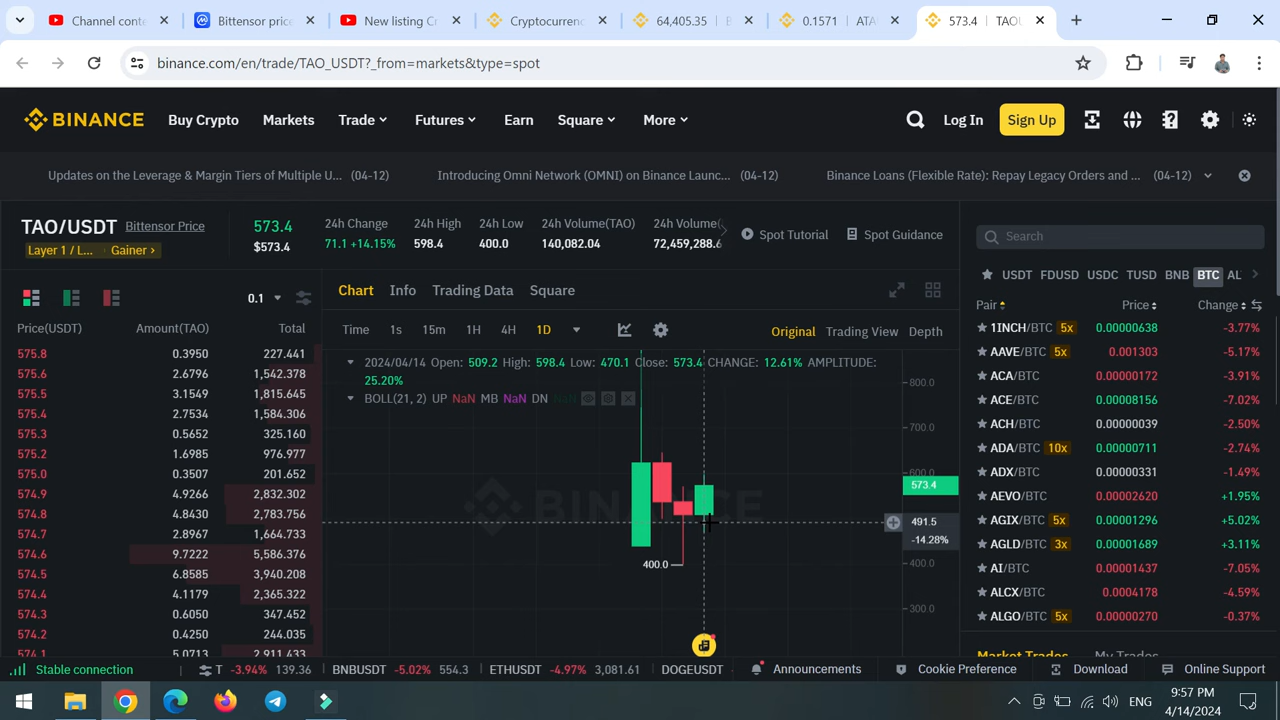 Channel conte
Bittensor price
New listing Cr
Cryptocurrenc
64,405.35 B
0.1571 ATA
573.4 TAOU
binance.com/en/trade/TAO_USDT?_from=markets&type=spot
BINANCE Buy Crypto Markets Trade Futures Earn Square More Log In Sign Up
Updates on the Leverage & Margin Tiers of Multiple U... (04-12) Introducing Omni Network (OMNI) on Binance Launc... (04-12) Binance Loans (Flexible Rate): Repay Legacy Orders and ... (04-12)
TAO/USDT Bittensor Price
Layer 1 / L... Gainer
573.4
$573.4
24h Change
71.1 +14.15%
24h High
598.4
24h Low
400.0
24h Volume(TAO)
140,082.04
24h Volume(
72,459,288.6
Spot Tutorial Spot Guidance
0.1
Price(USDT) Amount(TAO) Total
575.8 0.3950 227.441
575.6 2.6796 1,542.378
575.5 3.1549 1,815.645
575.4 2.7534 1,584.306
575.3 0.5652 325.160
575.2 1.6985 976.977
575.0 0.3507 201.652
574.9 4.9266 2,832.302
574.8 4.8430 2,783.756
574.7 2.8967 1,664.733
574.6 9.7222 5,586.376
574.5 6.8585 3,940.208
574.4 4.1179 2,365.322
574.3 0.6050 347.452
574.2 0.4250 244.035
574.1 5.0713 2,911.433
Chart Info Trading Data Square
Time 1s 15m 1H 4H 1D Original Trading View Depth
2024/04/14 Open: 509.2 High: 598.4 Low: 470.1 Close: 573.4 CHANGE: 12.61% AMPLITUDE:
25.20%
BOLL(21, 2) UP NaN MB NaN DN NaN
BINANCE
800.0
700.0
600.0
573.4
491.5
-14.28%
400.0
400.0
300.0
Search
USDT FDUSD USDC TUSD BNB BTC AL
Pair Price Change
1INCH/BTC 5x 0.00000638 -3.77%
AAVE/BTC 5x 0.001303 -5.17%
ACA/BTC 0.00000172 -3.91%
ACE/BTC 0.00008156 -7.02%
ACH/BTC 0.00000039 -2.50%
ADA/BTC 10x 0.00000711 -2.74%
ADX/BTC 0.00000331 -1.49%
AEVO/BTC 0.00002620 +1.95%
AGIX/BTC 5x 0.00001296 +5.02%
AGLD/BTC 3x 0.00001689 +3.11%
AI/BTC 0.00001437 -7.05%
ALCX/BTC 0.0004178 -4.59%
ALGO/BTC 5x 0.00000270 -0.37%
Market Trades My Trades
Stable connection T -3.94% 139.36 BNBUSDT -5.02% 554.3 ETHUSDT -4.97% 3,081.61 DOGEUSDT Announcements Cookie Preference Download Online Support
ENG
9:57 PM
4/14/2024